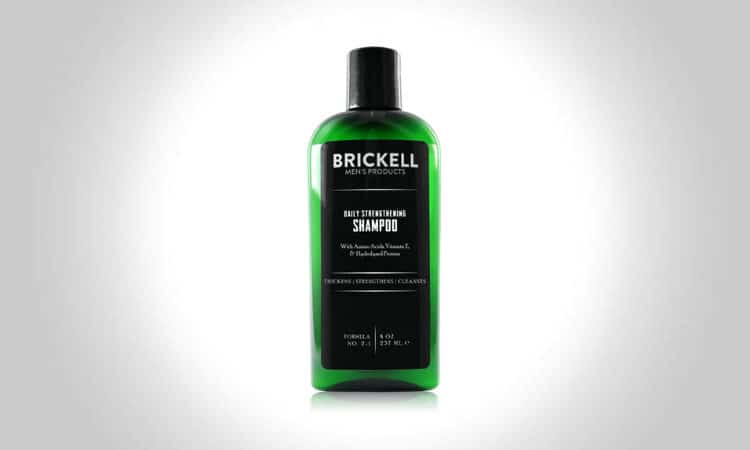 BRICKELL
MEN'S PRODUCTS
DAILY STRENGTHENING
SHAMPOO
With Amino Acids, Vitamin E,
& Hydrolyzed Protein
THICKENS | STRENGTHENS | CLEANSES
FORMULA
NO. 2.1
8 OZ
237 ML ℮